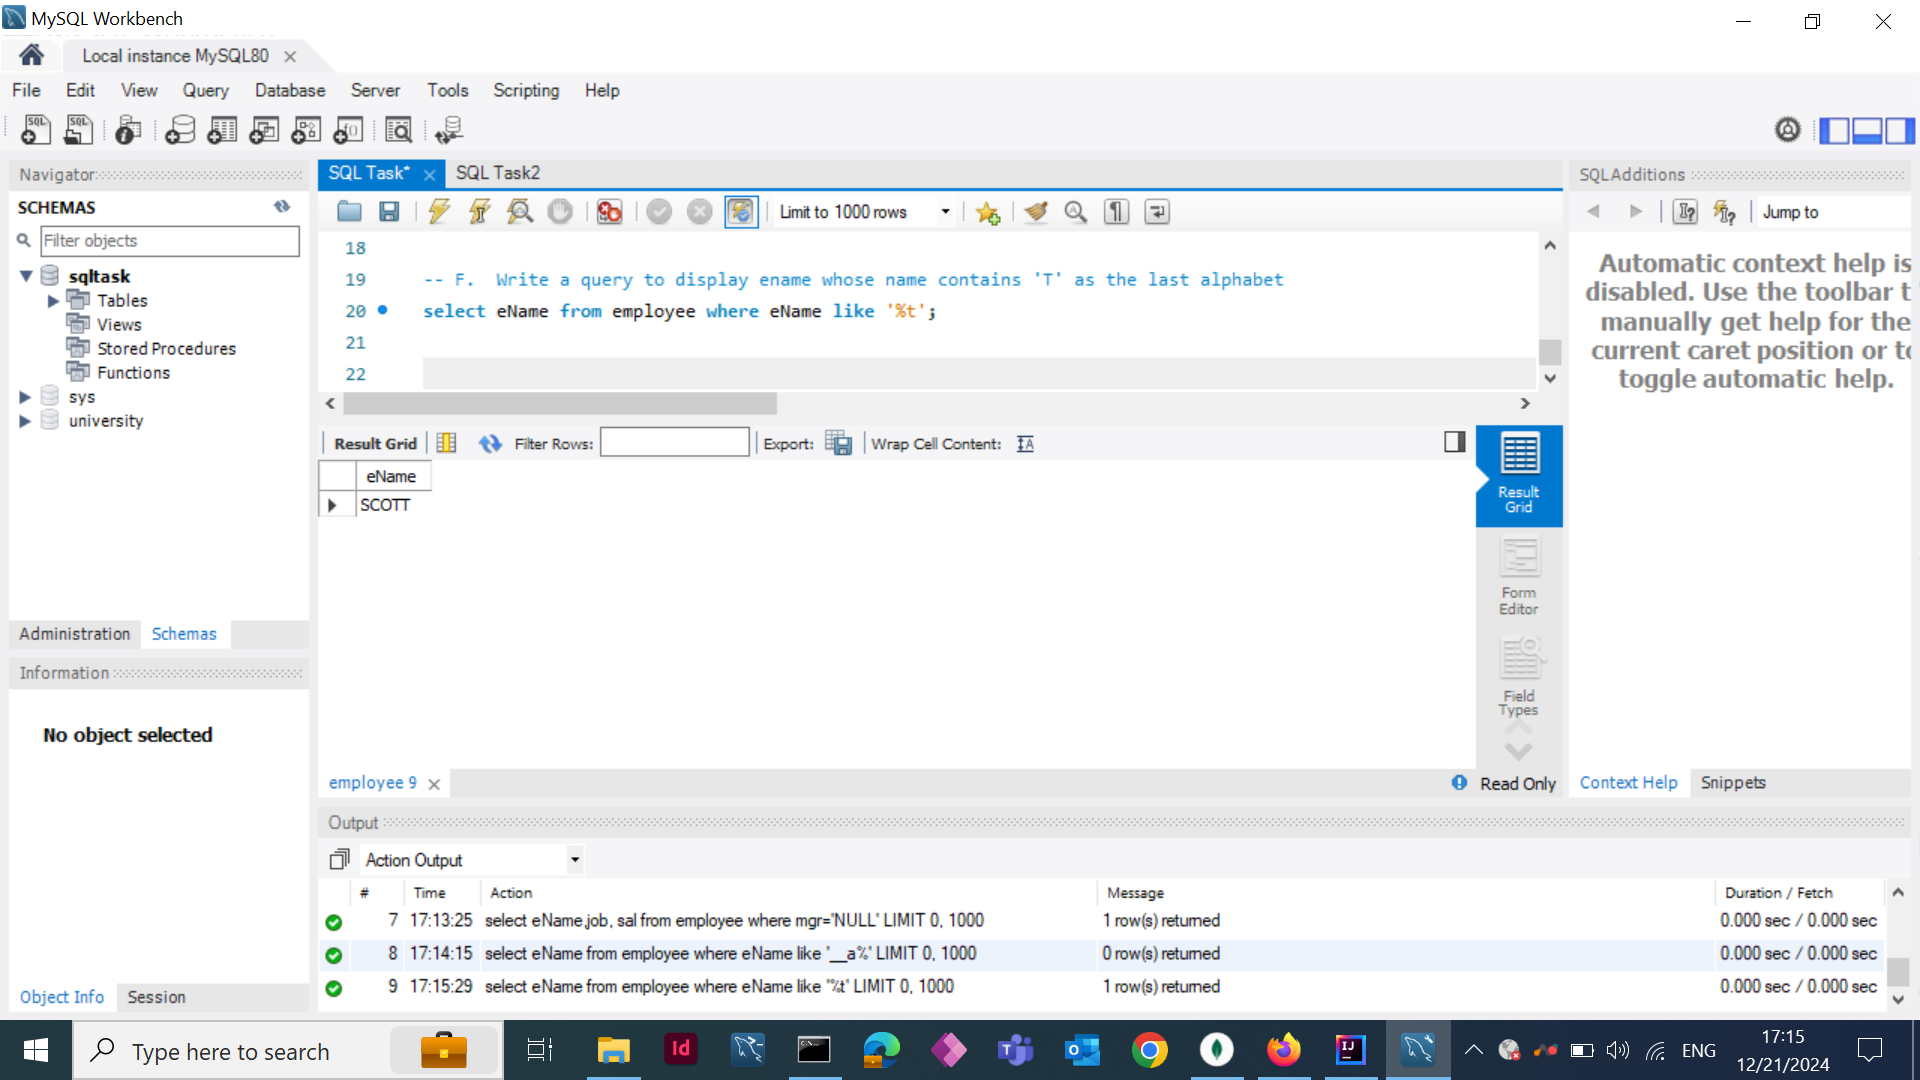 MySQL Workbench
Local instance MySQL80
File Edit View Query Database Server Tools Scripting Help
Navigator
SCHEMAS
Filter objects
sqltask
Tables
Views
Stored Procedures
Functions
sys
university
Administration Schemas
Information
No object selected
Object Info Session
SQL Task* SQL Task2
Limit to 1000 rows
18
19 -- F. Write a query to display ename whose name contains 'T' as the last alphabet
20 select eName from employee where eName like '%t';
21
22
Result Grid Filter Rows: Export: Wrap Cell Content:
eName
SCOTT
Result
Grid
Form
Editor
Field
Types
employee 9
Read Only
SQLAdditions
Jump to
Automatic context help is
disabled. Use the toolbar t
manually get help for the
current caret position or to
toggle automatic help.
Context Help Snippets
Output
Action Output
# Time Action Message Duration / Fetch
7 17:13:25 select eName,job, sal from employee where mgr='NULL' LIMIT 0, 1000 1 row(s) returned 0.000 sec / 0.000 sec
8 17:14:15 select eName from employee where eName like '__a%' LIMIT 0, 1000 0 row(s) returned 0.000 sec / 0.000 sec
9 17:15:29 select eName from employee where eName like '%t' LIMIT 0, 1000 1 row(s) returned 0.000 sec / 0.000 sec
Type here to search
ENG
17:15
12/21/2024